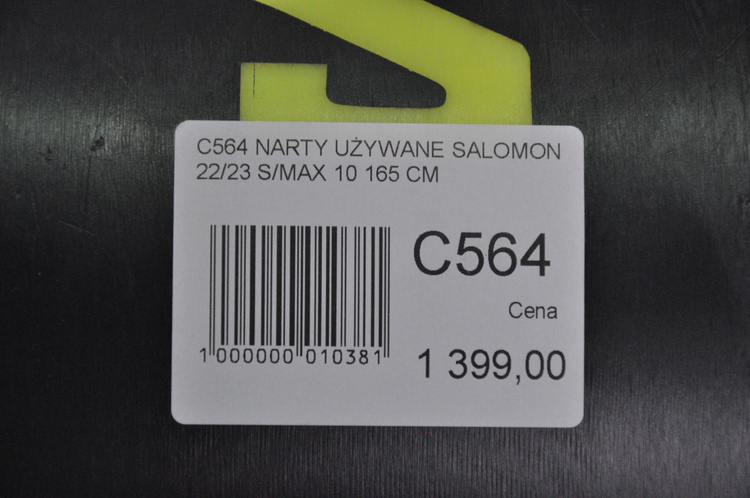 C564 NARTY UŻYWANE SALOMON
22/23 S/MAX 10 165 CM
C564
Cena
1 399,00
1 000000 010381